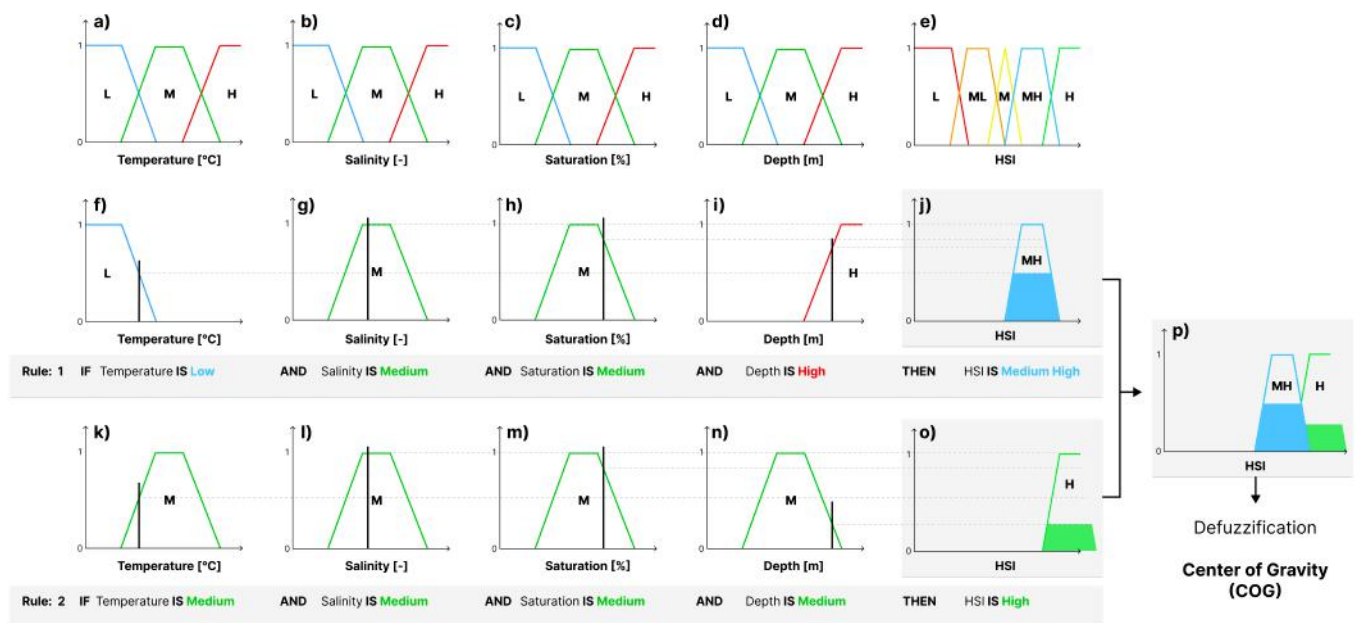 a) b) c) d) e)
1 1 1 1 1
L M H L M H L M H L M H L ML M MH H
0 0 0 0 0
Temperature [°C] Salinity [-] Saturation [%] Depth [m] HSI
f) g) h) i) j)
1 1 1 1 1
L M M H MH
0 0 0 0 0
Temperature [°C] Salinity [-] Saturation [%] Depth [m] HSI
Rule: 1 IF Temperature IS Low AND Salinity IS Medium AND Saturation IS Medium AND Depth IS High THEN HSI IS Medium High
p)
1
MH H
0
HSI
Defuzzification
Center of Gravity
(COG)
k) l) m) n) o)
1 1 1 1 1
M M M M H
0 0 0 0 0
Temperature [°C] Salinity [-] Saturation [%] Depth [m] HSI
Rule: 2 IF Temperature IS Medium AND Salinity IS Medium AND Saturation IS Medium AND Depth IS Medium THEN HSI IS High